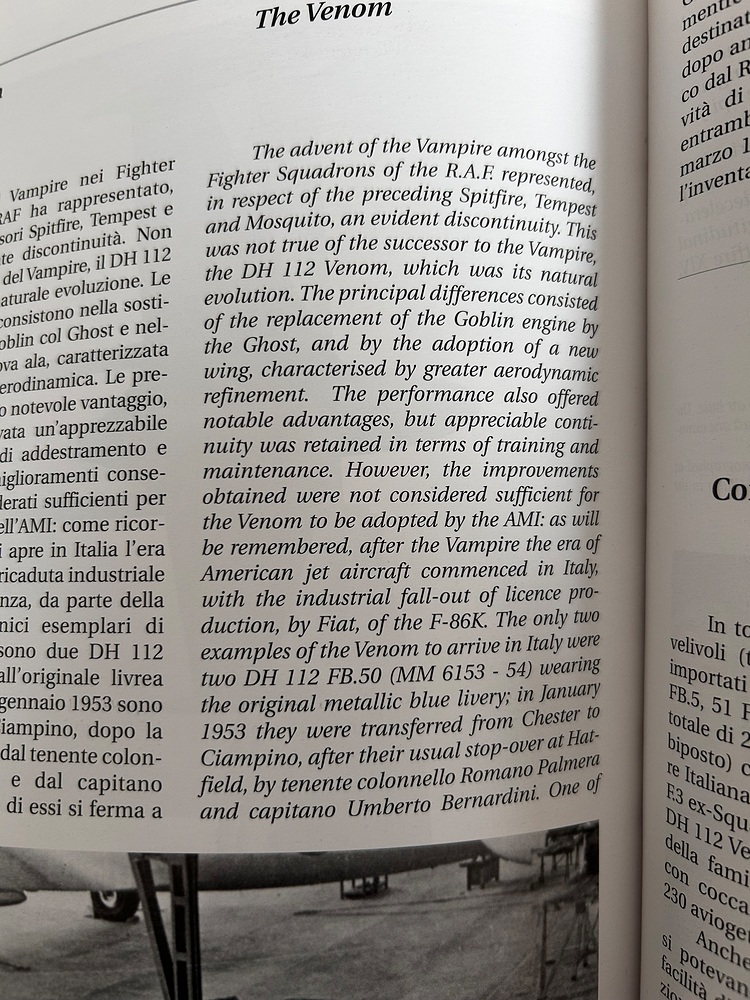 The Venom
Vampire nei Fighter
RAF ha rappresentato,
sori Spitfire, Tempest e
te discontinuità. Non
del Vampire, il DH 112
aturale evoluzione. Le
consistono nella sosti-
oblin col Ghost e nel-
ova ala, caratterizzata
erodinamica. Le pre-
o notevole vantaggio,
vata un'apprezzabile
di addestramento e
iglioramenti conse-
derati sufficienti per
ell'AMI: come ricor-
i apre in Italia l'era
ricaduta industriale
nza, da parte della
nici esemplari di
sono due DH 112
all'originale livrea
gennaio 1953 sono
Ciampino, dopo la
dal tenente colon-
e dal capitano
di essi si ferma a
The advent of the Vampire amongst the
Fighter Squadrons of the R.A.F. represented,
in respect of the preceding Spitfire, Tempest
and Mosquito, an evident discontinuity. This
was not true of the successor to the Vampire,
the DH 112 Venom, which was its natural
evolution. The principal differences consisted
of the replacement of the Goblin engine by
the Ghost, and by the adoption of a new
wing, characterised by greater aerodynamic
refinement. The performance also offered
notable advantages, but appreciable conti-
nuity was retained in terms of training and
maintenance. However, the improvements
obtained were not considered sufficient for
the Venom to be adopted by the AMI: as will
be remembered, after the Vampire the era of
American jet aircraft commenced in Italy,
with the industrial fall-out of licence pro-
duction, by Fiat, of the F-86K. The only two
examples of the Venom to arrive in Italy were
two DH 112 FB.50 (MM 6153 - 54) wearing
the original metallic blue livery; in January
1953 they were transferred from Chester to
Ciampino, after their usual stop-over at Hat-
field, by tenente colonnello Romano Palmera
and capitano Umberto Bernardini. One of
mentre
destinat
dopo an
co dal R
vità di
entramb
marzo 1
l'inventa
Co
In to
velivoli (t
importati
FB.5, 51 F
totale di 2
biposto) c
re Italiana
F.3 ex-Squ
DH 112 Ve
della fami
con cocca
230 avioget
Anche
si potevan
facilità d
zion